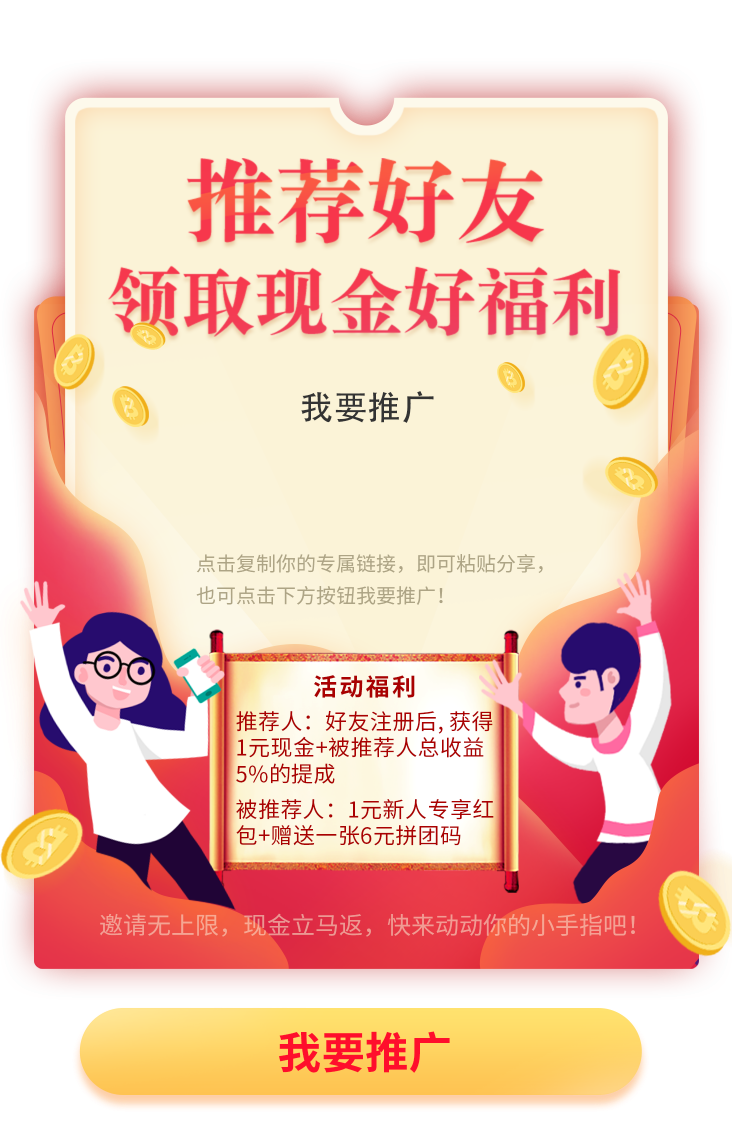 推荐好友
领取现金好福利
我要推广
点击复制你的专属链接，即可粘贴分享，
也可点击下方按钮我要推广！
活动福利
推荐人：好友注册后, 获得
1元现金+被推荐人总收益
5%的提成
被推荐人：1元新人专享红
包+赠送一张6元拼团码
邀请无上限，现金立马返，快来动动你的小手指吧！
我要推广